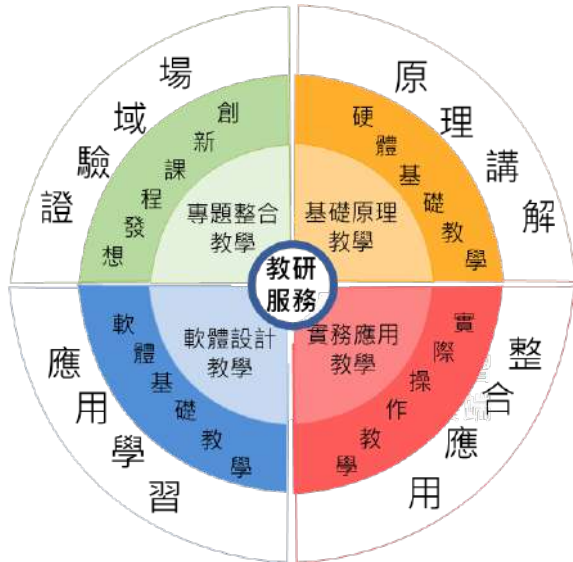 場域驗證
創新課程發想
專題整合
教學
原理講解
硬體基礎教學
基礎原理
教學
教研
服務
軟體設計
教學
軟體基礎教學
應用學習
實務應用
教學
實際操作教學
整合應用